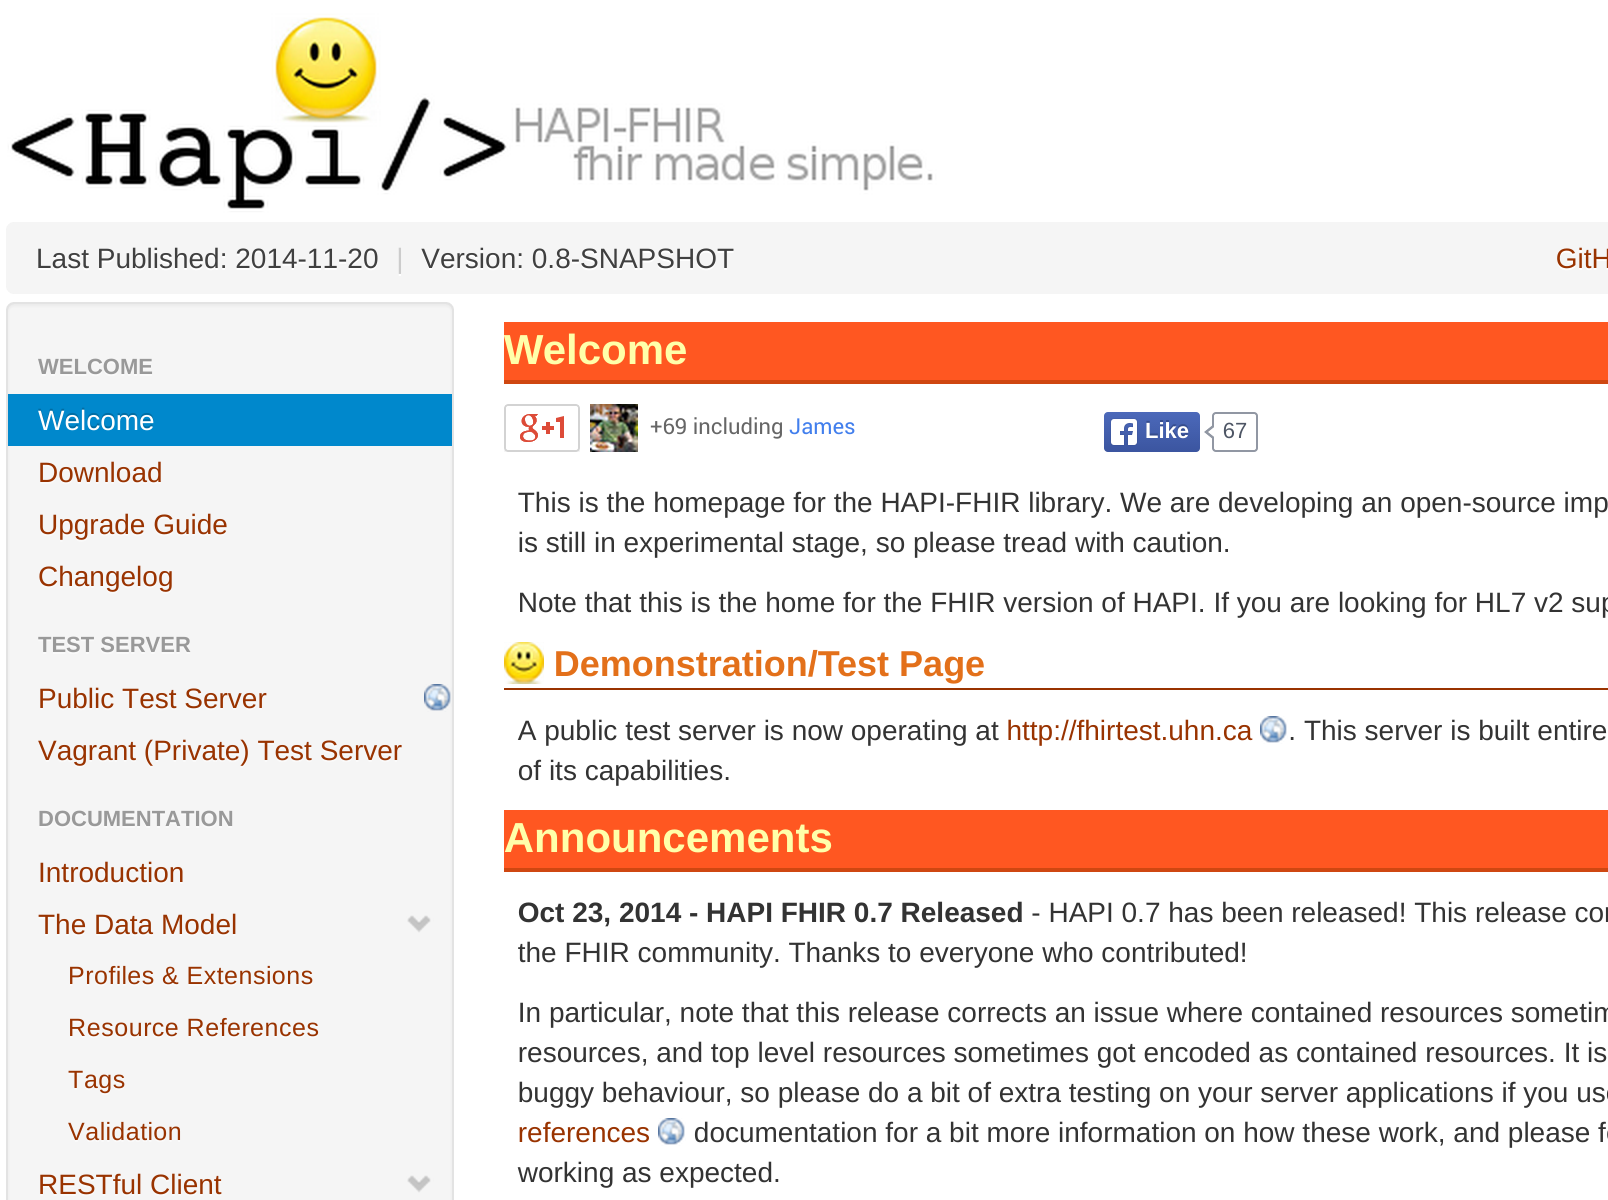 <Hapi/>
HAPI-FHIR
fhir made simple.
Last Published: 2014-11-20 | Version: 0.8-SNAPSHOT
WELCOME
Welcome
Download
Upgrade Guide
Changelog
TEST SERVER
Public Test Server
Vagrant (Private) Test Server
DOCUMENTATION
Introduction
The Data Model
Profiles & Extensions
Resource References
Tags
Validation
RESTful Client
Welcome
g+1 +69 including James Like 67
This is the homepage for the HAPI-FHIR library. We are developing an open-source
is still in experimental stage, so please tread with caution.
Note that this is the home for the FHIR version of HAPI. If you are looking for HL7 v2
Demonstration/Test Page
A public test server is now operating at http://fhirtest.uhn.ca . This server is built
of its capabilities.
Announcements
Oct 23, 2014 - HAPI FHIR 0.7 Released - HAPI 0.7 has been released! This release
the FHIR community. Thanks to everyone who contributed!
In particular, note that this release corrects an issue where contained resources
resources, and top level resources sometimes got encoded as contained resources. It is
buggy behaviour, so please do a bit of extra testing on your server applications if you
references documentation for a bit more information on how these work, and please
working as expected.